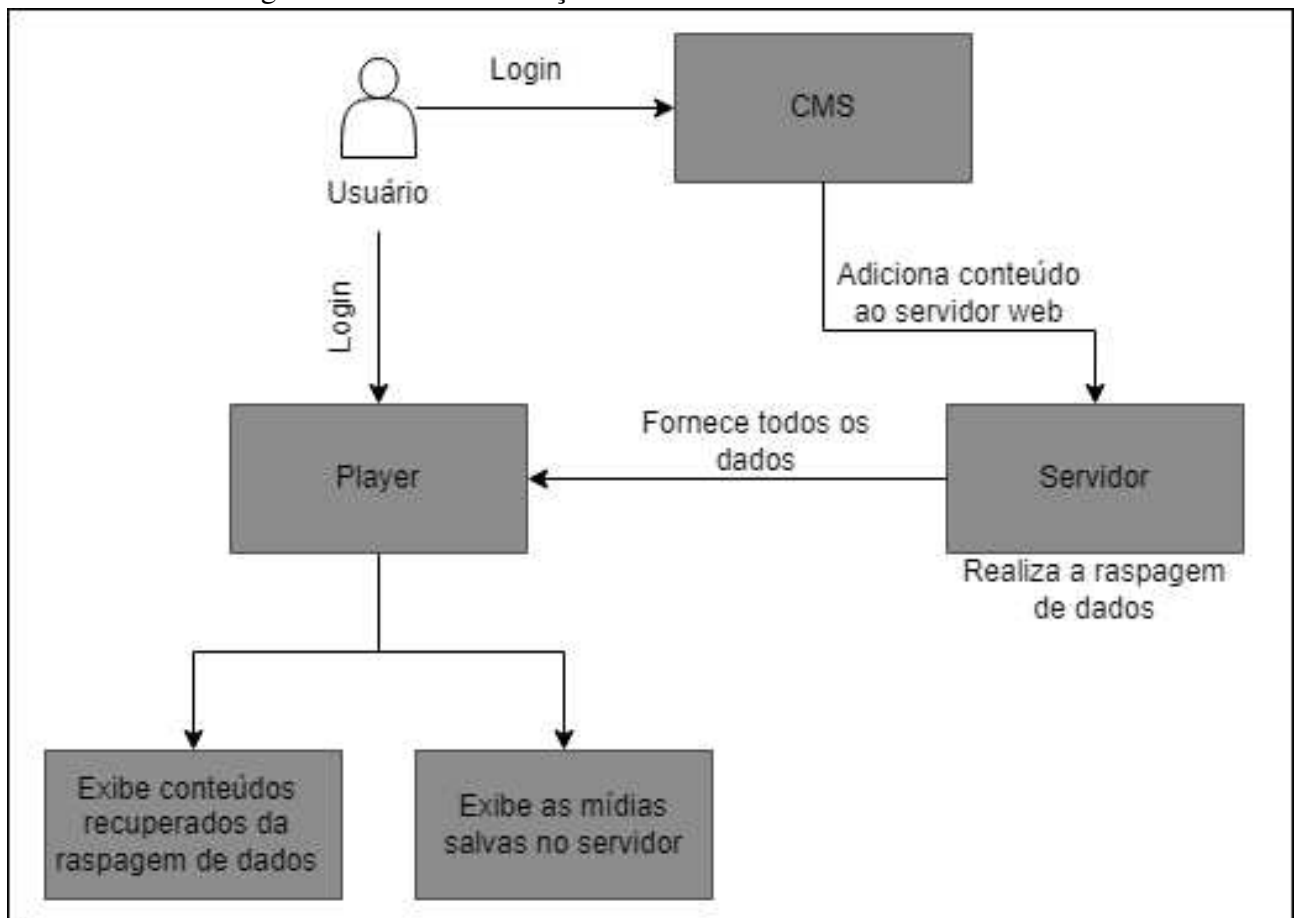 Login
CMS
Usuário
Login
Adiciona conteúdo
ao servidor web
Fornece todos os
dados
Player
Servidor
Realiza a raspagem
de dados
Exibe conteúdos
recuperados da
raspagem de dados
Exibe as mídias
salvas no servidor